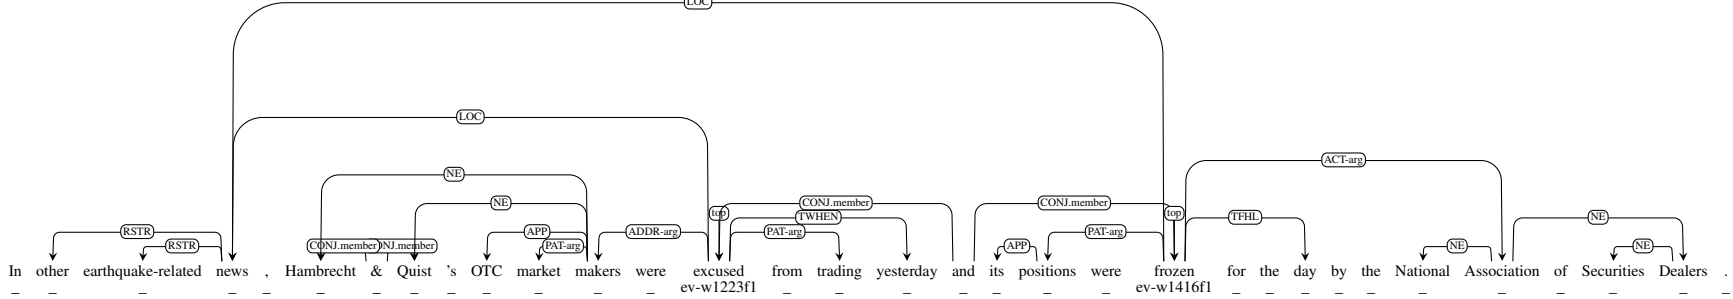 LOC
LOC
ACT-arg
NE
NE CONJ.member CONJ.member
top TWHEN top TFHL NE
RSTR APP ADDR-arg PAT-arg PAT-arg
RSTR CONJ.member NJ.member PAT-arg APP NE NE
In other earthquake-related news , Hambrecht & Quist 's OTC market makers were excused from trading yesterday and its positions were frozen for the day by the National Association of Securities Dealers .
_ _ _ _ _ _ _ _ _ _ _ _ _ ev-w1223f1 _ _ _ _ _ _ _ ev-w1416f1 _ _ _ _ _ _ _ _ _ _ _